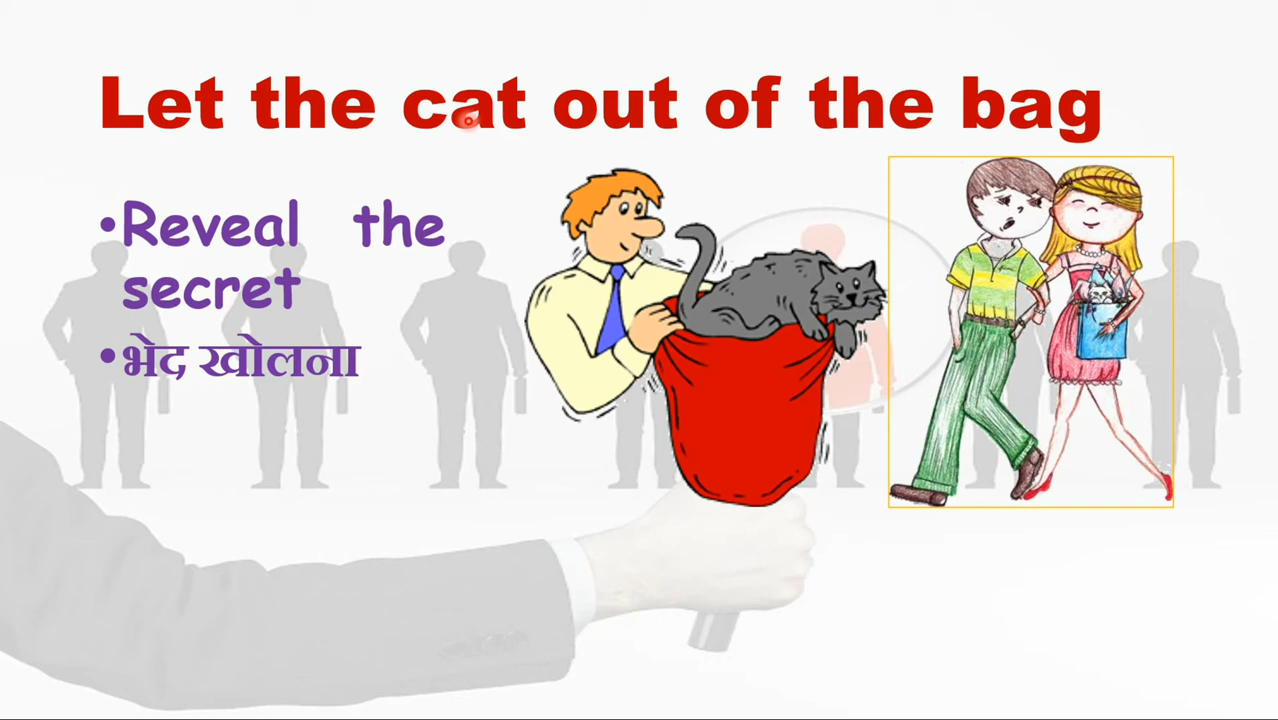 Let the cat out of the bag
•Reveal the
secret
•भेद खोलना